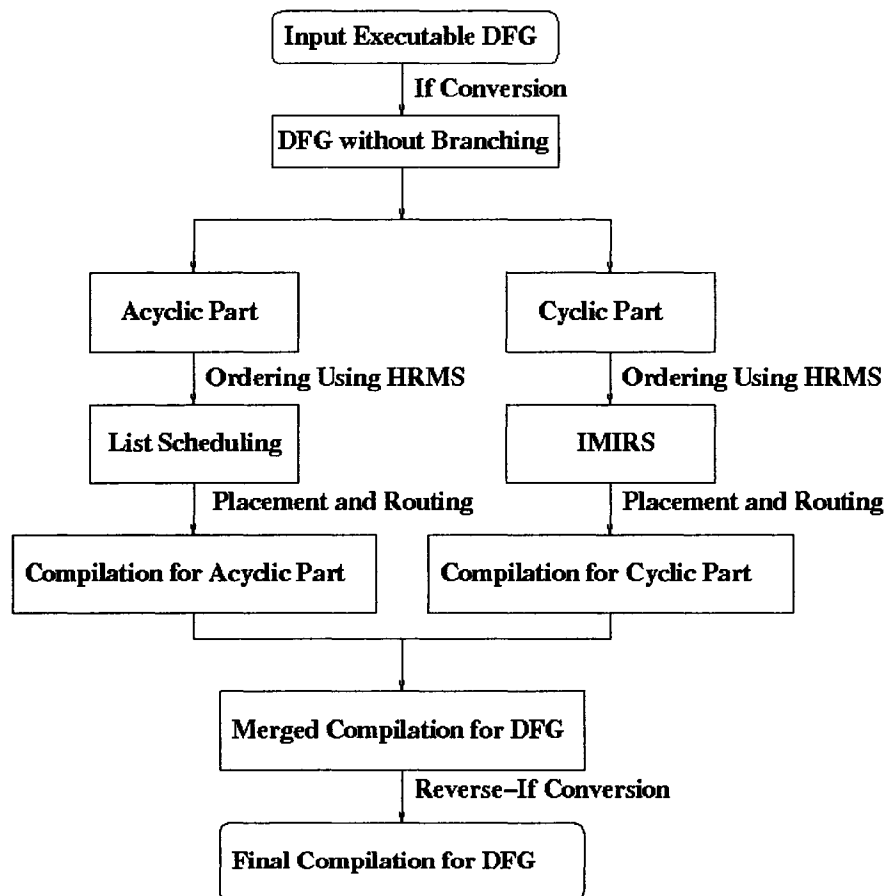 Input Executable DFG
If Conversion
DFG without Branching
Acyclic Part
Cyclic Part
Ordering Using HRMS
Ordering Using HRMS
List Scheduling
IMIRS
Placement and Routing
Placement and Routing
Compilation for Acyclic Part
Compilation for Cyclic Part
Merged Compilation for DFG
Reverse-If Conversion
Final Compilation for DFG